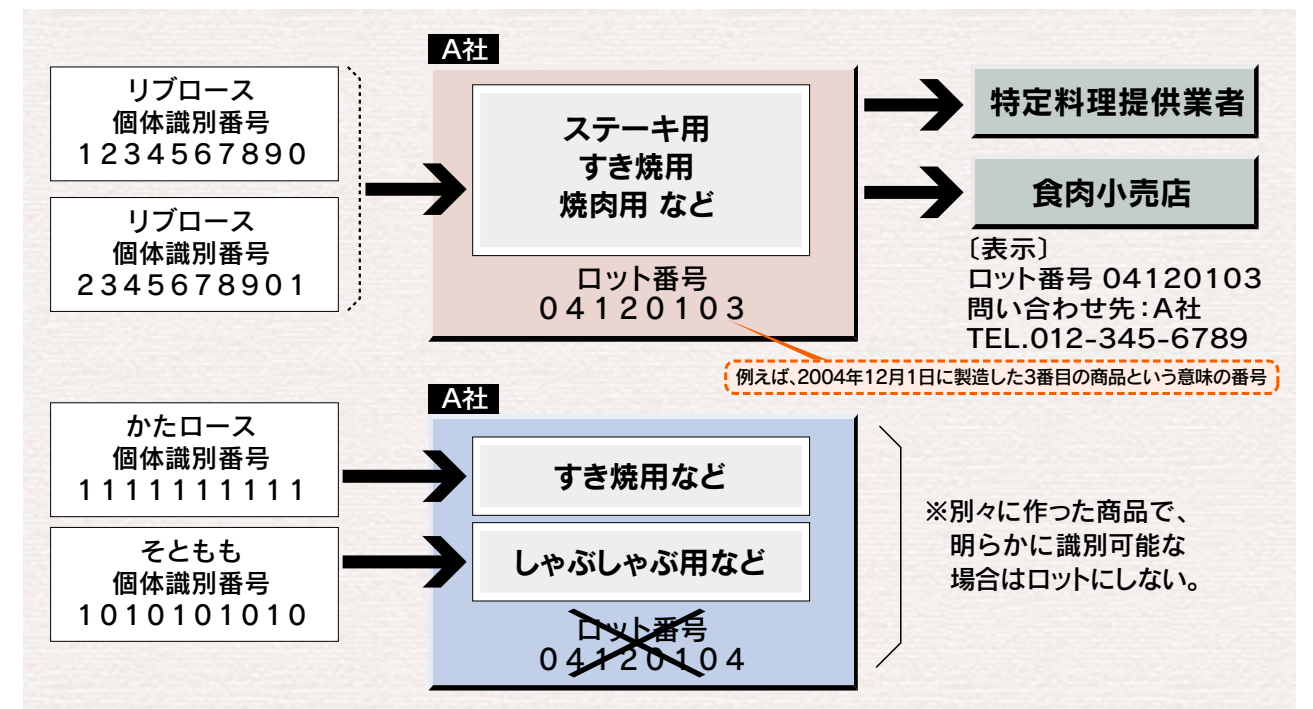 A社
リブロース
個体識別番号
1234567890
リブロース
個体識別番号
2345678901
ステーキ用
すき焼用
焼肉用 など
ロット番号
04120103
特定料理提供業者
食肉小売店
〔表示〕
ロット番号 04120103
問い合わせ先：A社
TEL.012-345-6789
例えば、2004年12月1日に製造した3番目の商品という意味の番号
A社
かたロース
個体識別番号
1111111111
そともも
個体識別番号
1010101010
すき焼用など
しゃぶしゃぶ用など
ロット番号
04120104
※別々に作った商品で、
明らかに識別可能な
場合はロットにしない。